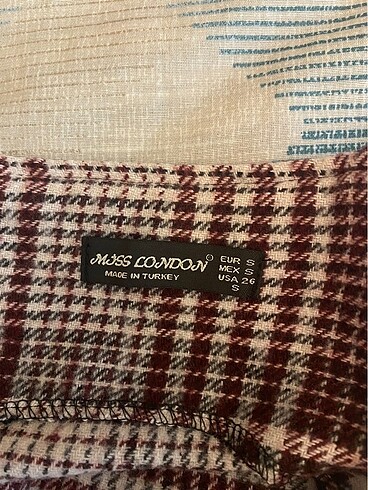 MISS LONDON©
MADE IN TURKEY
EUR S
MEX S
USA 26
S